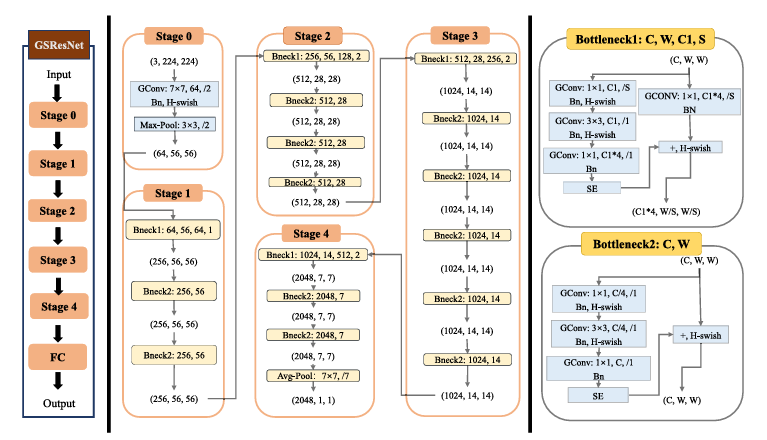 GSResNet
Input
Stage 0
Stage 1
Stage 2
Stage 3
Stage 4
FC
Output
Stage 0
(3, 224, 224)
GConv: 7×7, 64, /2
Bn, H-swish
Max-Pool: 3×3, /2
(64, 56, 56)
Stage 1
Bneck1: 64, 56, 64, 1
(256, 56, 56)
Bneck2: 256, 56
(256, 56, 56)
Bneck2: 256, 56
(256, 56, 56)
Stage 2
Bneck1: 256, 56, 128, 2
(512, 28, 28)
Bneck2: 512, 28
(512, 28, 28)
Bneck2: 512, 28
(512, 28, 28)
Bneck2: 512, 28
(512, 28, 28)
Stage 4
Bneck1: 1024, 14, 512, 2
(2048, 7, 7)
Bneck2: 2048, 7
(2048, 7, 7)
Bneck2: 2048, 7
(2048, 7, 7)
Avg-Pool: 7×7, /7
(2048, 1, 1)
Stage 3
Bneck1: 512, 28, 256, 2
(1024, 14, 14)
Bneck2: 1024, 14
(1024, 14, 14)
Bneck2: 1024, 14
(1024, 14, 14)
Bneck2: 1024, 14
(1024, 14, 14)
Bneck2: 1024, 14
(1024, 14, 14)
Bneck2: 1024, 14
(1024, 14, 14)
Bottleneck1: C, W, C1, S
(C, W, W)
GConv: 1×1, C1, /S
Bn, H-swish
GConv: 3×3, C1, /1
Bn, H-swish
GConv: 1×1, C1*4, /1
Bn
SE
GCONV: 1×1, C1*4, /S
BN
+, H-swish
(C1*4, W/S, W/S)
Bottleneck2: C, W
(C, W, W)
GConv: 1×1, C/4, /1
Bn, H-swish
GConv: 3×3, C/4, /1
Bn, H-swish
GConv: 1×1, C, /1
Bn
SE
+, H-swish
(C, W, W)